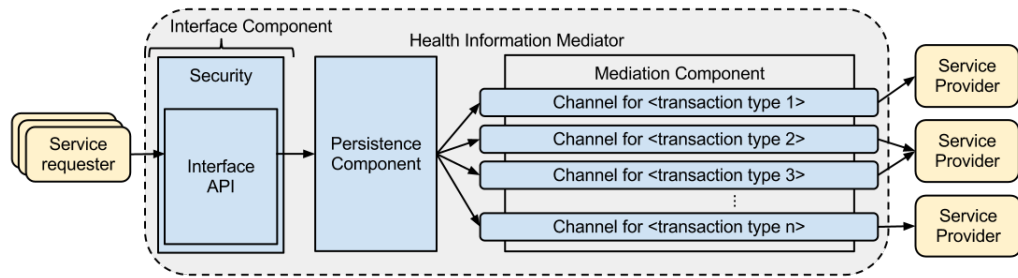 Interface Component
Health Information Mediator
Security
Interface
API
Service
requester
Persistence
Component
Mediation Component
Channel for <transaction type 1>
Channel for <transaction type 2>
Channel for <transaction type 3>
...
Channel for <transaction type n>
Service
Provider
Service
Provider
Service
Provider